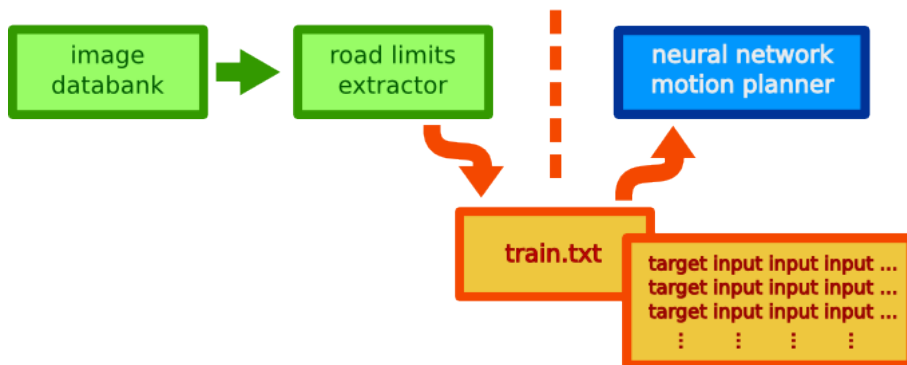 image
databank
road limits
extractor
neural network
motion planner
train.txt
target input input input ...
target input input input ...
target input input input ...
⋮ ⋮ ⋮ ⋮